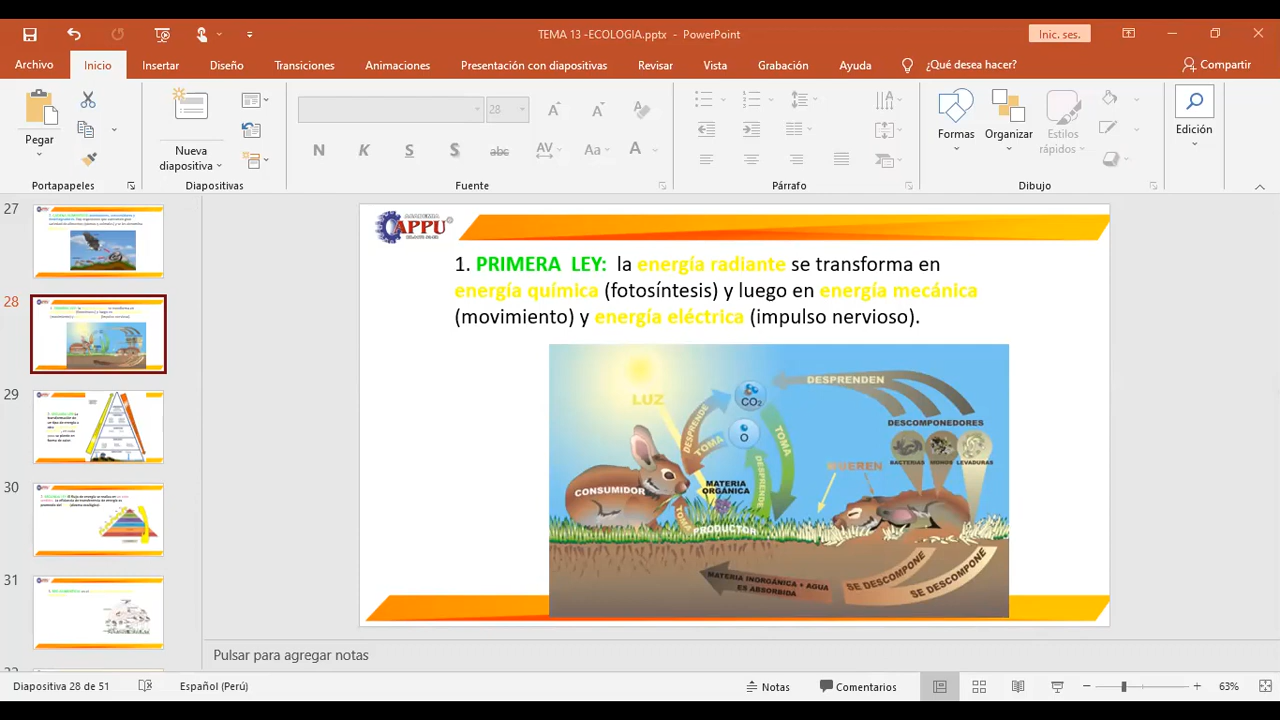 TEMA 13 -ECOLOGIA.pptx - PowerPoint
Inic. ses.
Archivo
Inicio
Insertar
Diseño
Transiciones
Animaciones
Presentación con diapositivas
Revisar
Vista
Grabación
Ayuda
¿Qué desea hacer?
Compartir
Pegar
Nueva
diapositiva
28
N
K
S
S
abc
AV
Aa
A
Formas
Organizar
Estilos
rápidos
Edición
Portapapeles
Diapositivas
Fuente
Párrafo
Dibujo
27
28
29
30
31
ACADEMIA
APPU
1. PRIMERA LEY: la energía radiante se transforma en
energía química (fotosíntesis) y luego en energía mecánica
(movimiento) y energía eléctrica (impulso nervioso).
LUZ
DESPRENDE
TOMA
CO₂
TOMA
DESPRENDE
DESPRENDEN
DESCOMPONEDORES
BACTERIAS
LEVADURAS
MUEREN
CONSUMIDOR
MATERIA
ORGÁNICA
TOMA
PRODUCTOR
MATERIA INORGÁNICA + AGUA
ES ABSORBIDA
SE DESCOMPONE
SE DESCOMPONE
Pulsar para agregar notas
Diapositiva 28 de 51
Español (Perú)
Notas
Comentarios
63%